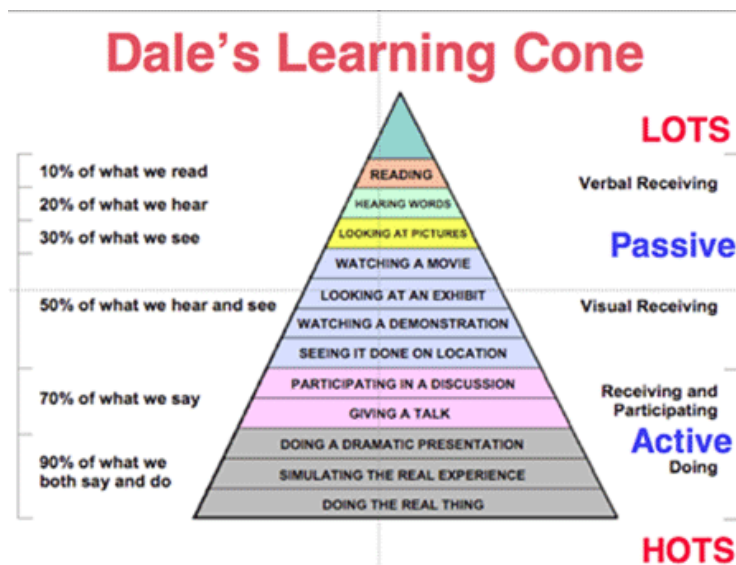 Dale's Learning Cone
LOTS
10% of what we read
READING
Verbal Receiving
20% of what we hear
HEARING WORDS
30% of what we see
LOOKING AT PICTURES
Passive
WATCHING A MOVIE
50% of what we hear and see
LOOKING AT AN EXHIBIT
Visual Receiving
WATCHING A DEMONSTRATION
SEEING IT DONE ON LOCATION
70% of what we say
PARTICIPATING IN A DISCUSSION
Receiving and
Participating
GIVING A TALK
Active
Doing
90% of what we
both say and do
DOING A DRAMATIC PRESENTATION
SIMULATING THE REAL EXPERIENCE
DOING THE REAL THING
HOTS